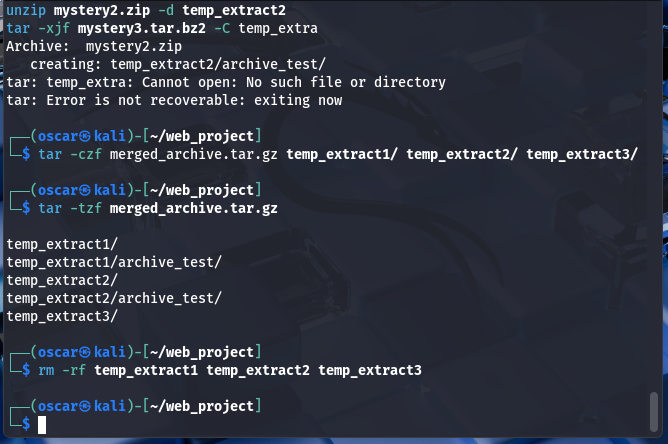 unzip mystery2.zip -d temp_extract2
tar -xjf mystery3.tar.bz2 -C temp_extra
Archive:  mystery2.zip
   creating: temp_extract2/archive_test/
tar: temp_extra: Cannot open: No such file or directory
tar: Error is not recoverable: exiting now
┌──(oscar㉿kali)-[~/web_project]
└─$ tar -czf merged_archive.tar.gz temp_extract1/ temp_extract2/ temp_extract3/
┌──(oscar㉿kali)-[~/web_project]
└─$ tar -tzf merged_archive.tar.gz
temp_extract1/
temp_extract1/archive_test/
temp_extract2/
temp_extract2/archive_test/
temp_extract3/
┌──(oscar㉿kali)-[~/web_project]
└─$ rm -rf temp_extract1 temp_extract2 temp_extract3
┌──(oscar㉿kali)-[~/web_project]
└─$